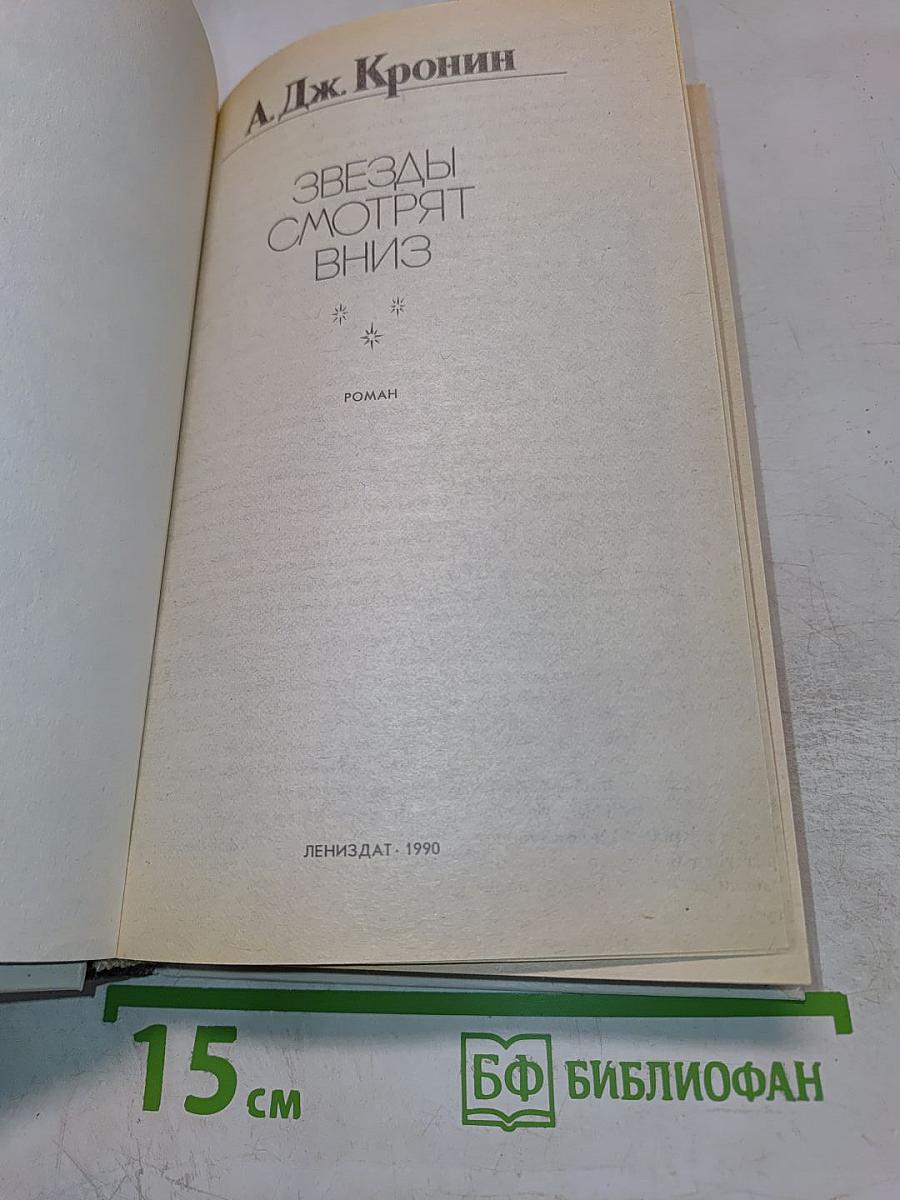 А. Дж. Кронин
ЗВЕЗДЫ
СМОТРЯТ
ВНИЗ
РОМАН
ЛЕНИЗДАТ · 1990
15 см
БФ БИБЛИОФАН